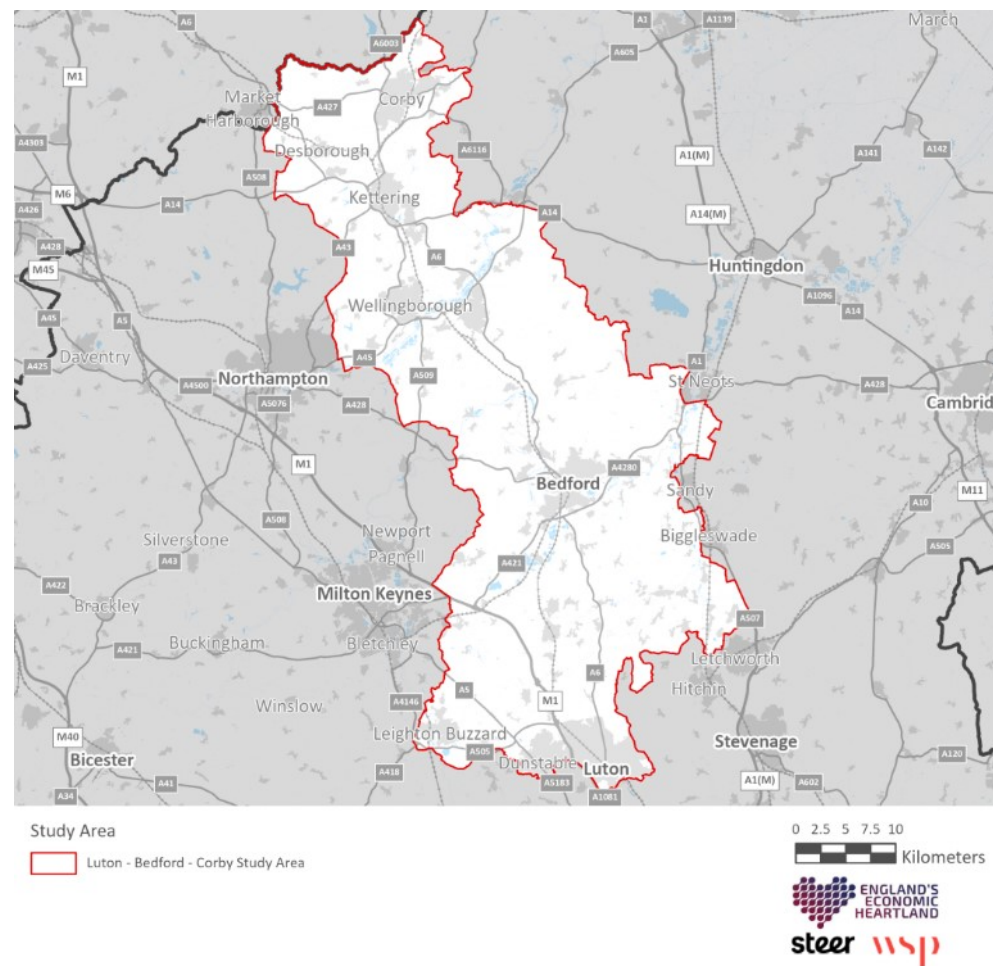 A6
A1
A1139
March
A6003
A605
M1
Market
Harborough
A427
Corby
A4303
Desborough
A6116
A1(M)
A141
A142
M6
A508
Kettering
A14
A14
A14(M)
A426
A428
A43
A6
M45
Huntingdon
A1096
A14
Wellingborough
A45
A5
Daventry
A45
A425
A1
St Neots
A4500
Northampton
A509
A428
A5076
A428
Cambrid
M1
A4280
Bedford
Sandy
M11
A10
A508
Newport
Pagnell
Silverstone
Biggleswade
A505
A43
A421
A422
Milton Keynes
Brackley
A507
Buckingham
Bletchley
A421
Letchworth
A6
Hitchin
A5
A4146
M1
Winslow
Leighton Buzzard
M40
Stevenage
A505
Bicester
Dunstable
Luton
A120
A418
A41
A5183
A1(M)
A602
A34
A1081
Study Area
Luton - Bedford - Corby Study Area
0 2.5 5 7.5 10
Kilometers
ENGLAND'S
ECONOMIC
HEARTLAND
steer wsp